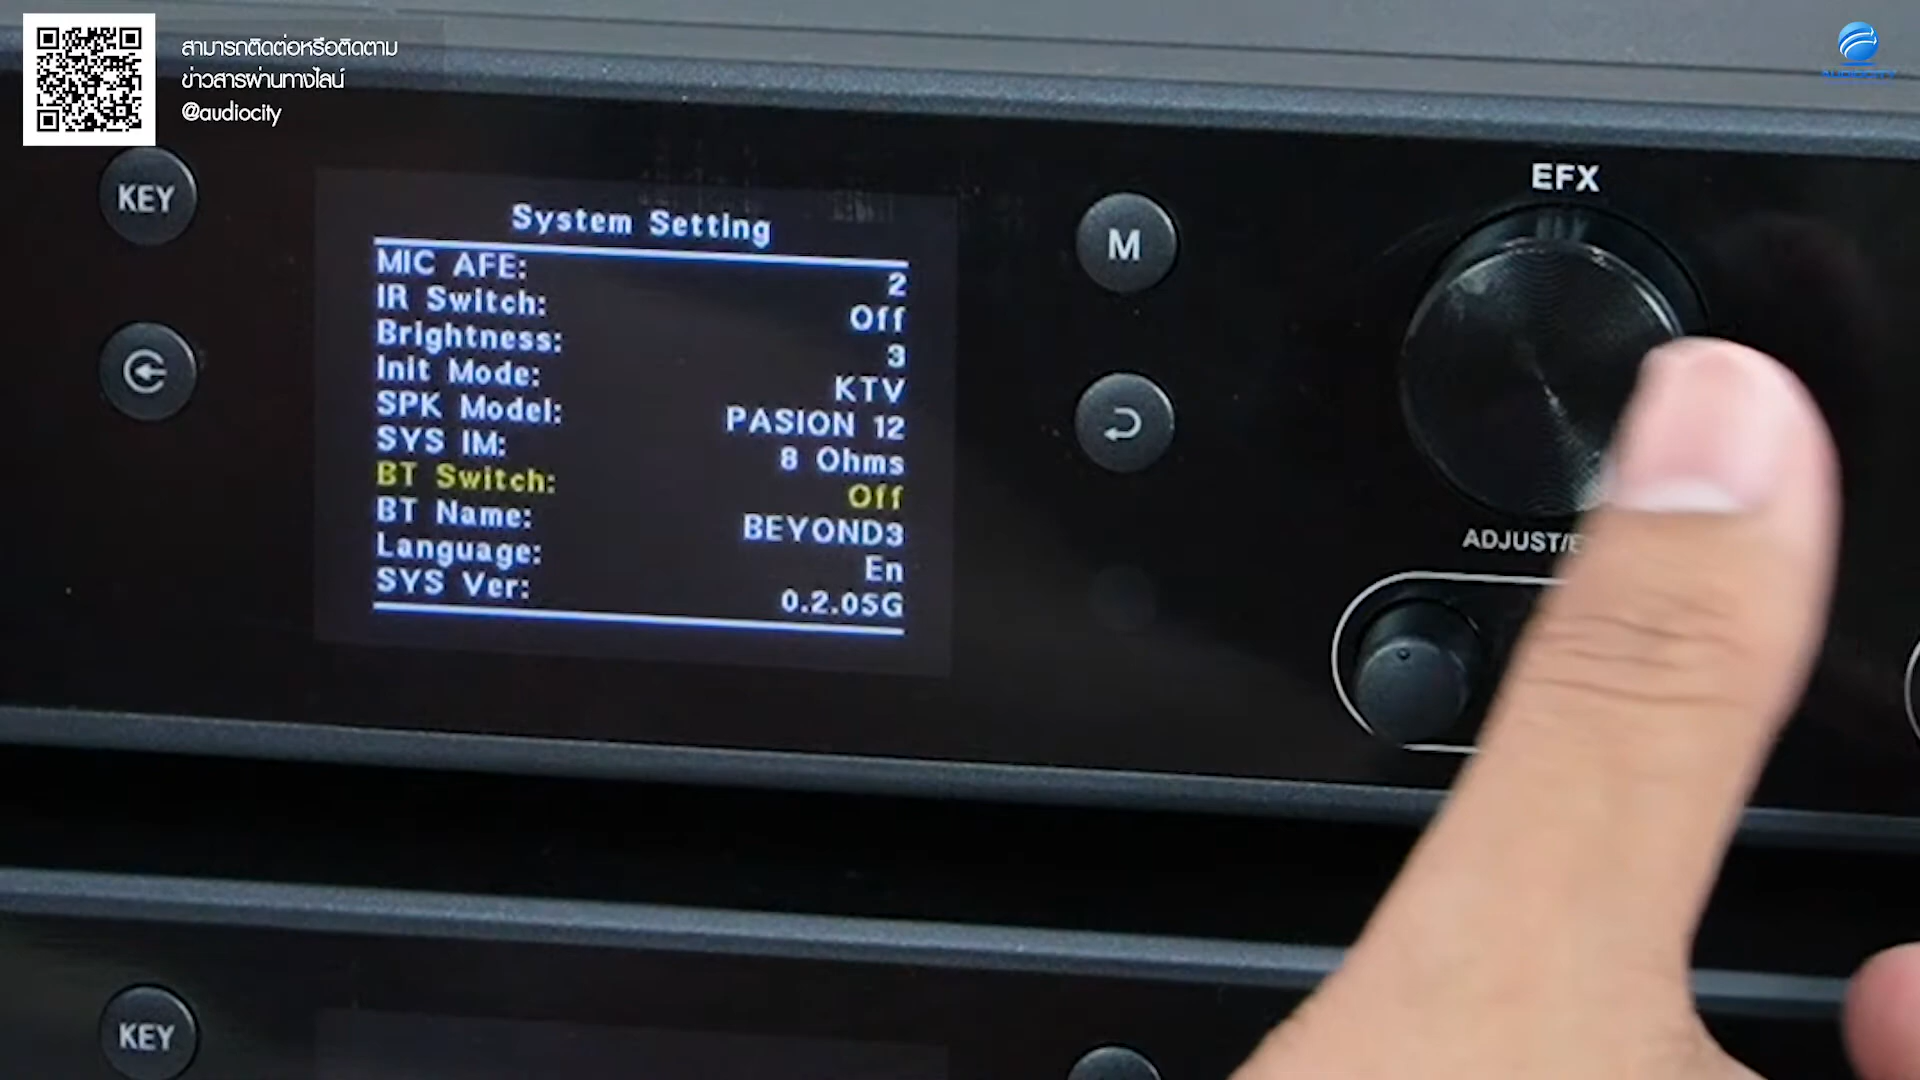 สามารถติดต่อหรือติดตาม
ข่าวสารผ่านทางไลน์
@audiocity
AUDIOCITY
KEY
System Setting
MIC AFE: 2
IR Switch: Off
Brightness: 3
Init Mode: KTV
SPK Model: PASION 12
SYS IM: 8 Ohms
BT Switch: Off
BT Name: BEYOND3
Language: En
SYS Ver: 0.2.05G
M
EFX
ADJUST/E
KEY